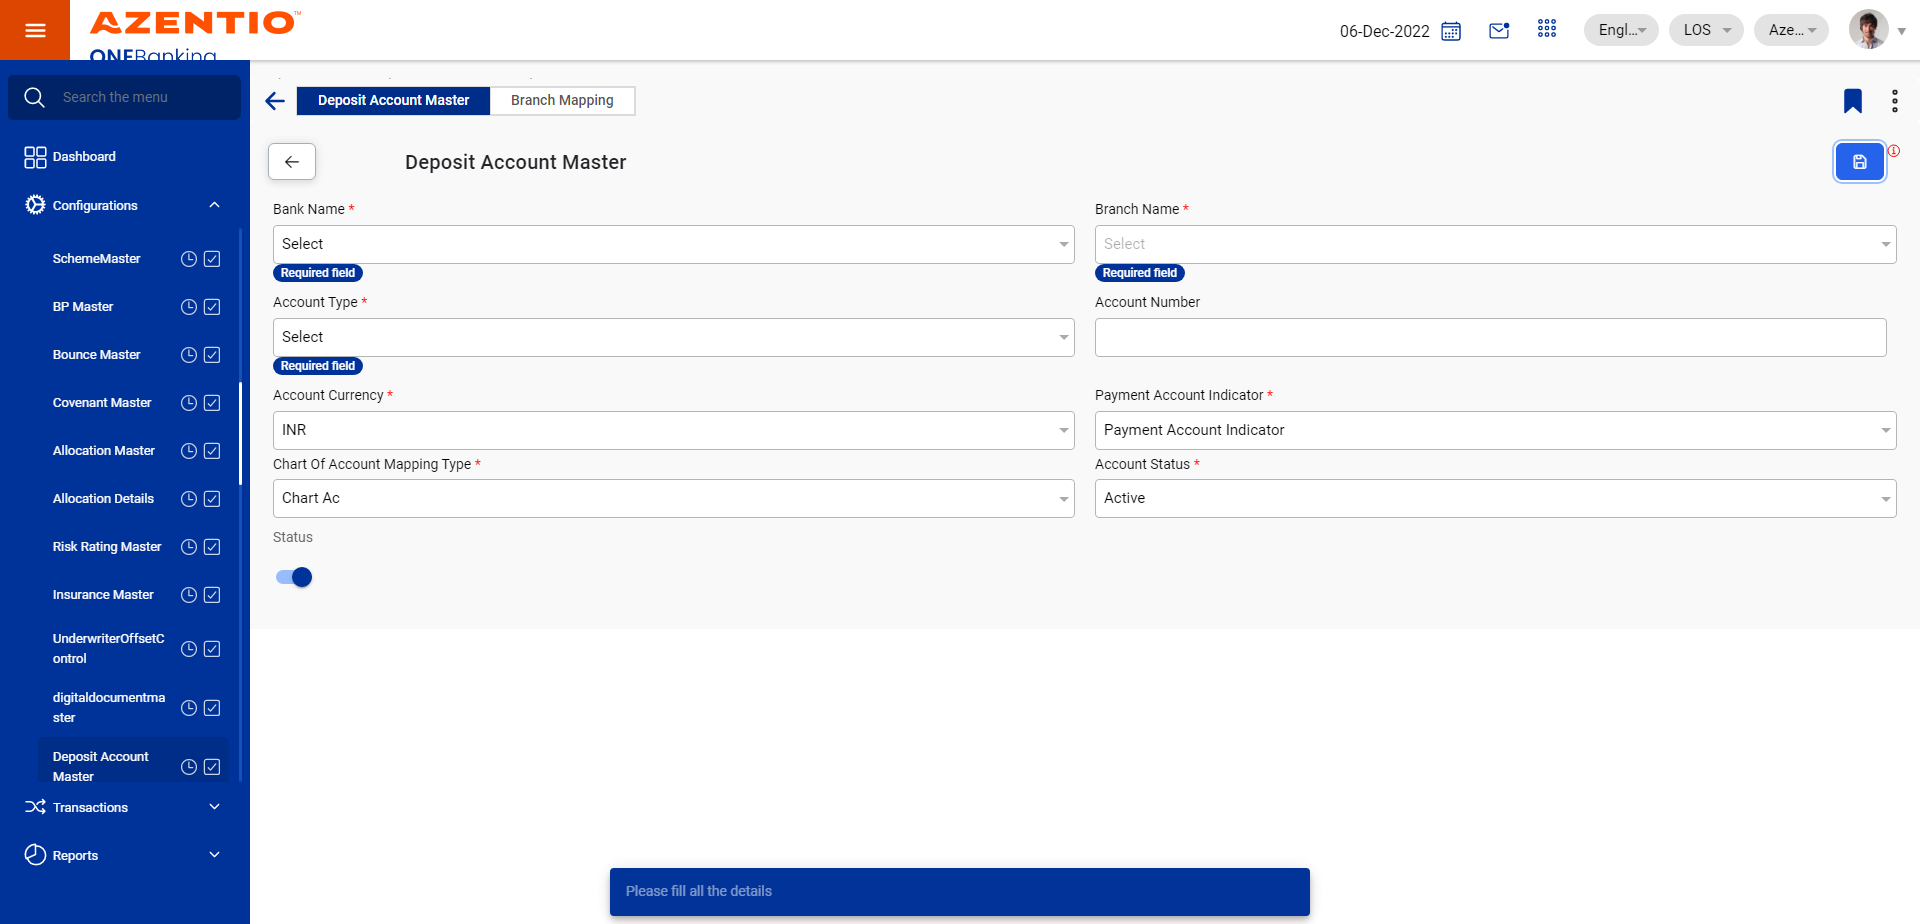 AZENTIO™
ONEBanking
06-Dec-2022
Engl...
LOS
Aze...
Search the menu
Dashboard
Configurations
SchemeMaster
BP Master
Bounce Master
Covenant Master
Allocation Master
Allocation Details
Risk Rating Master
Insurance Master
UnderwriterOffsetC
ontrol
digitaldocumentma
ster
Deposit Account
Master
Transactions
Reports
Deposit Account Master
Branch Mapping
Deposit Account Master
Bank Name *
Select
Required field
Branch Name *
Select
Required field
Account Type *
Select
Required field
Account Number
Account Currency *
INR
Payment Account Indicator *
Payment Account Indicator
Chart Of Account Mapping Type *
Chart Ac
Account Status *
Active
Status
Please fill all the details